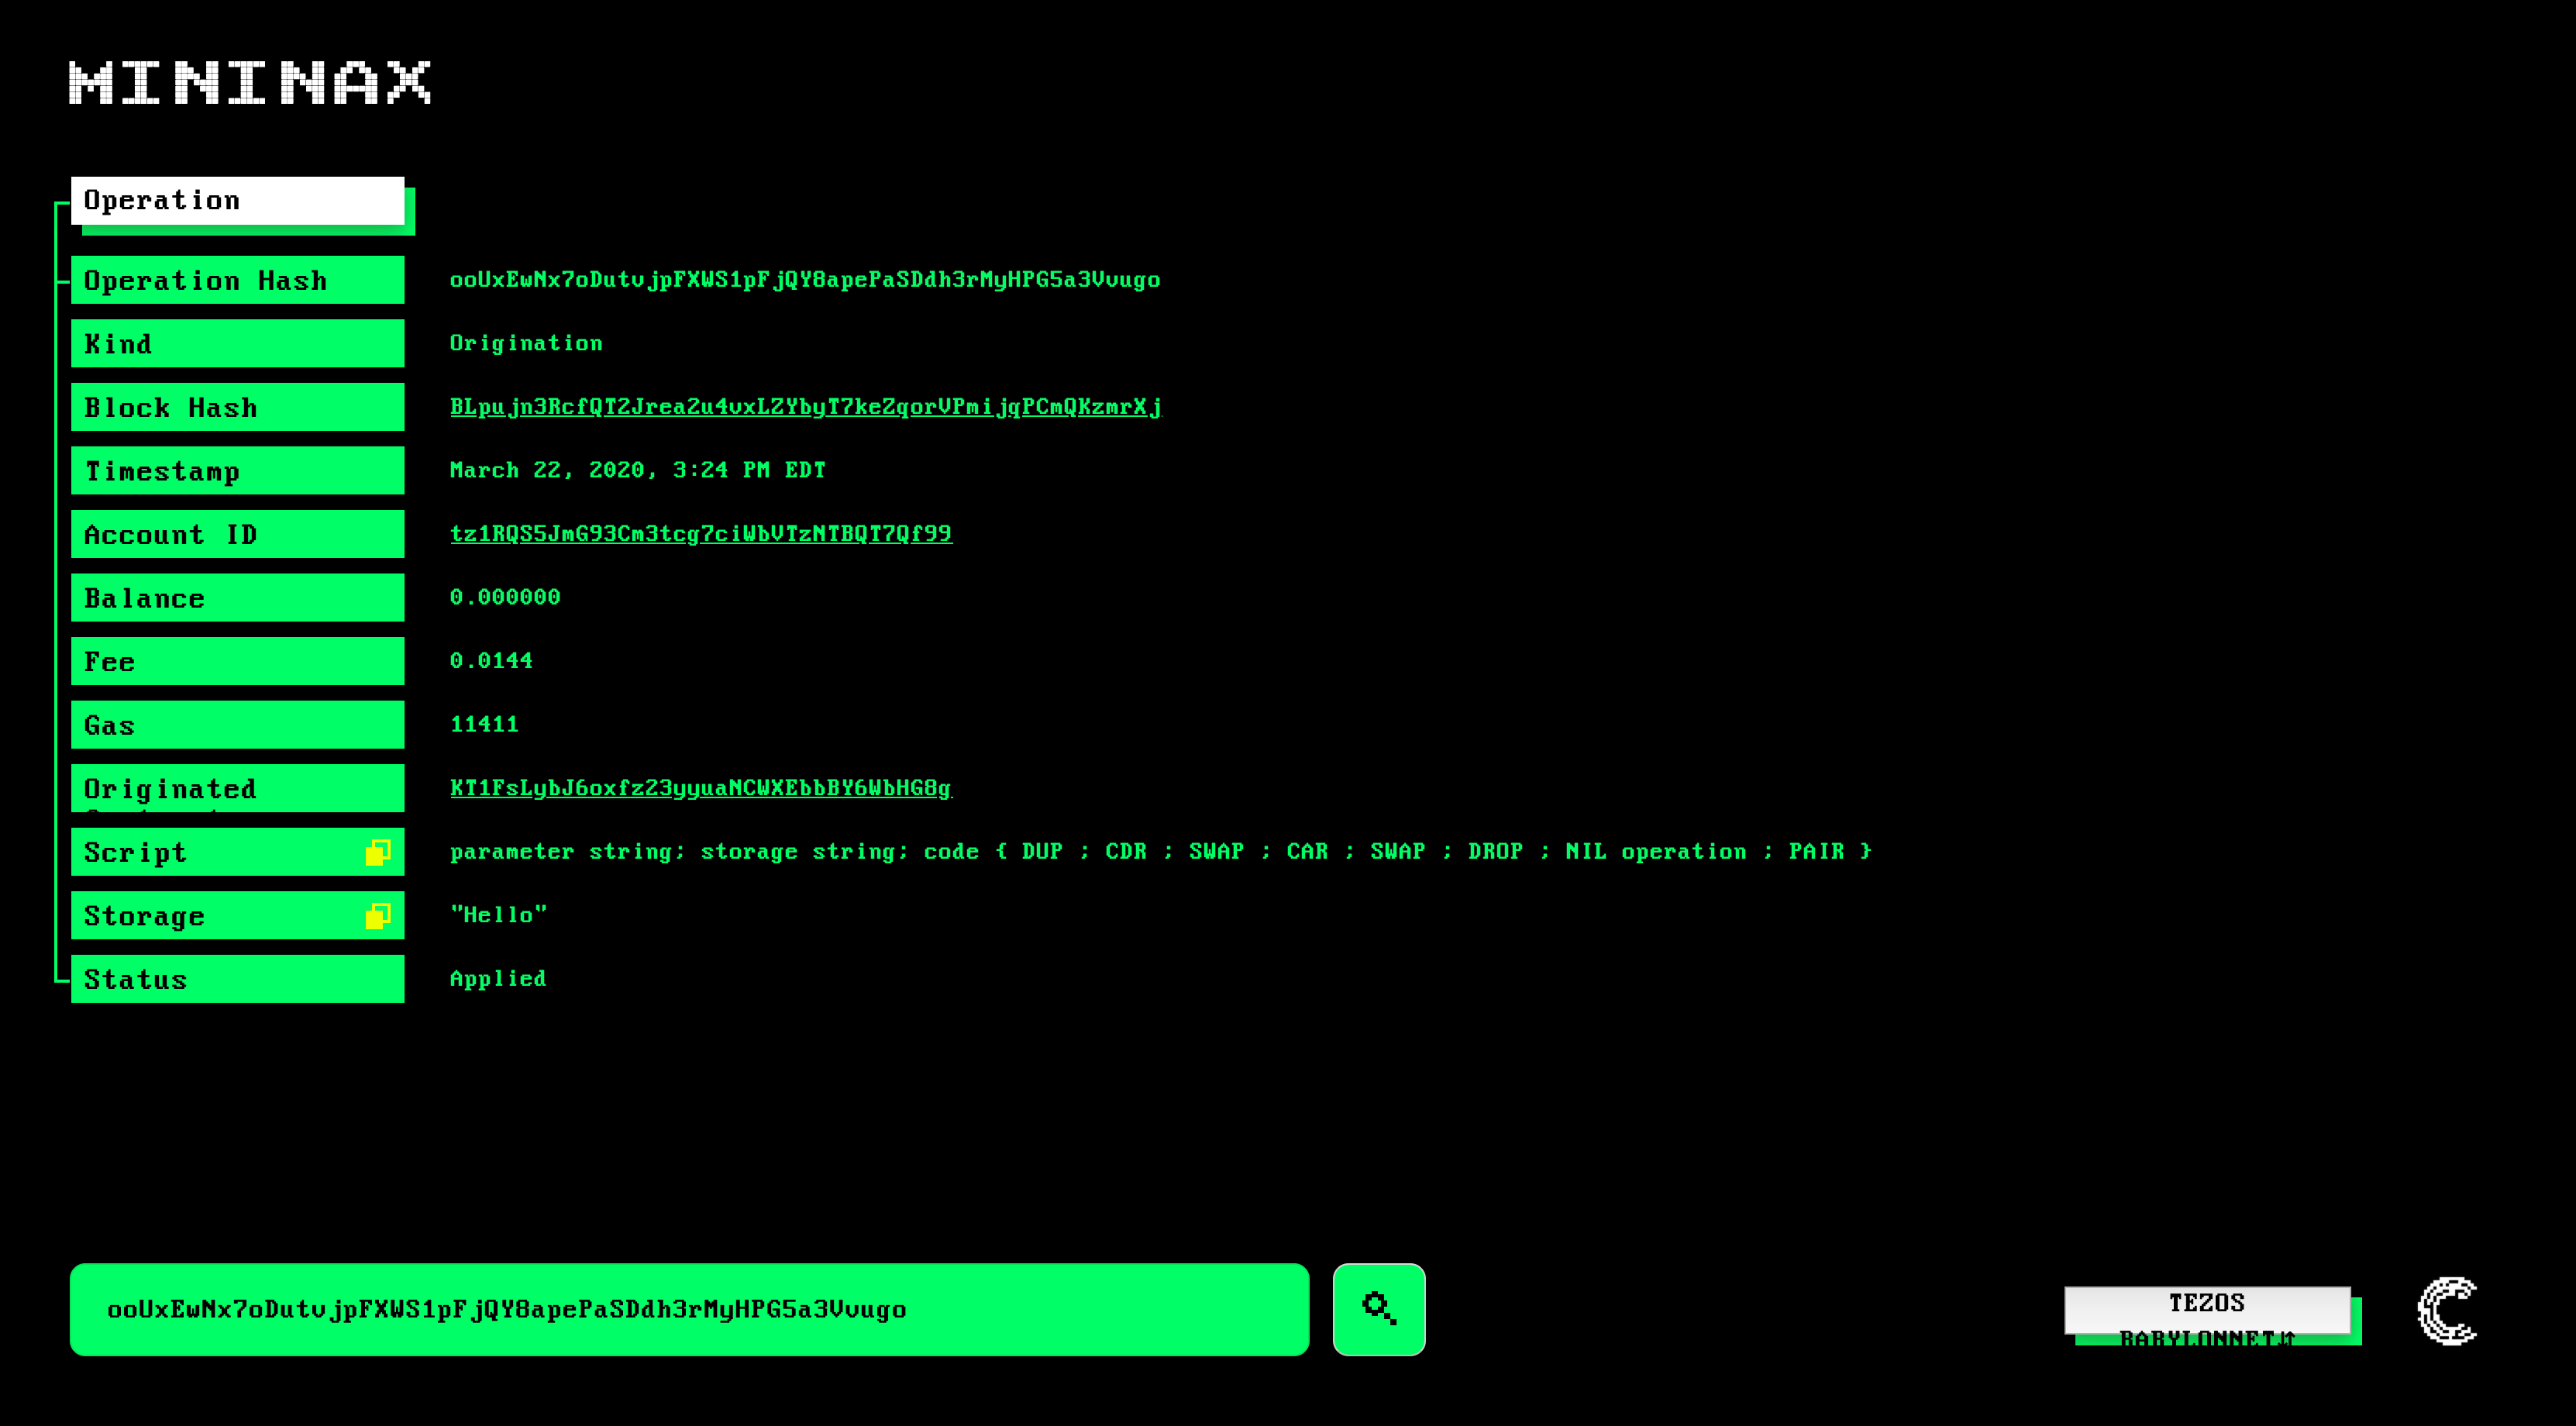 MININAX
Operation
Operation Hash ooUxEwNx7oDutvjpFXWS1pFjQY8apePaSDdh3rMyHPG5a3Vvugo
Kind Origination
Block Hash BLpujn3RcfQT2Jrea2u4vxLZYbyT7keZqorVPmijqPCmQKzmrXj
Timestamp March 22, 2020, 3:24 PM EDT
Account ID tz1RQS5JmG93Cm3tcg7ciWbVTzNTBQT7Qf99
Balance 0.000000
Fee 0.0144
Gas 11411
Originated KT1FsLybJ6oxfz23yyuaNCWXEbbBY6WbHG8g
Script parameter string; storage string; code { DUP ; CDR ; SWAP ; CAR ; SWAP ; DROP ; NIL operation ; PAIR }
Storage "Hello"
Status Applied
ooUxEwNx7oDutvjpFXWS1pFjQY8apePaSDdh3rMyHPG5a3Vvugo
TEZOS
BABYLONNET